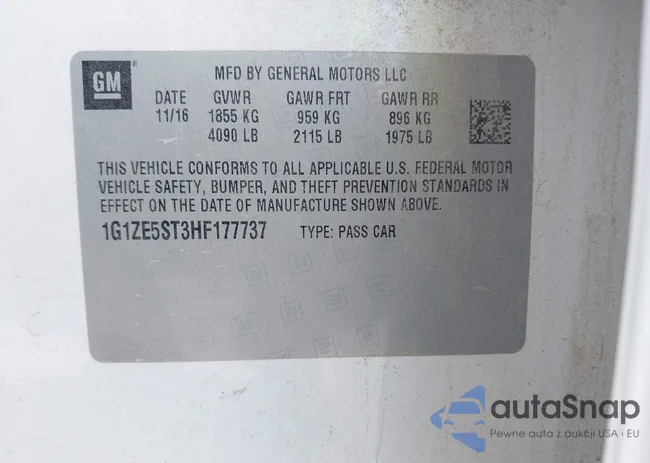 GM
MFD BY GENERAL MOTORS LLC
DATE GVWR GAWR FRT GAWR RR
11/16 1855 KG 959 KG 896 KG
4090 LB 2115 LB 1975 LB
THIS VEHICLE CONFORMS TO ALL APPLICABLE U.S. FEDERAL MOTOR
VEHICLE SAFETY, BUMPER, AND THEFT PREVENTION STANDARDS IN
EFFECT ON THE DATE OF MANUFACTURE SHOWN ABOVE.
1G1ZE5ST3HF177737 TYPE: PASS CAR
autaSnap
Pewne auta z aukcji USA i EU